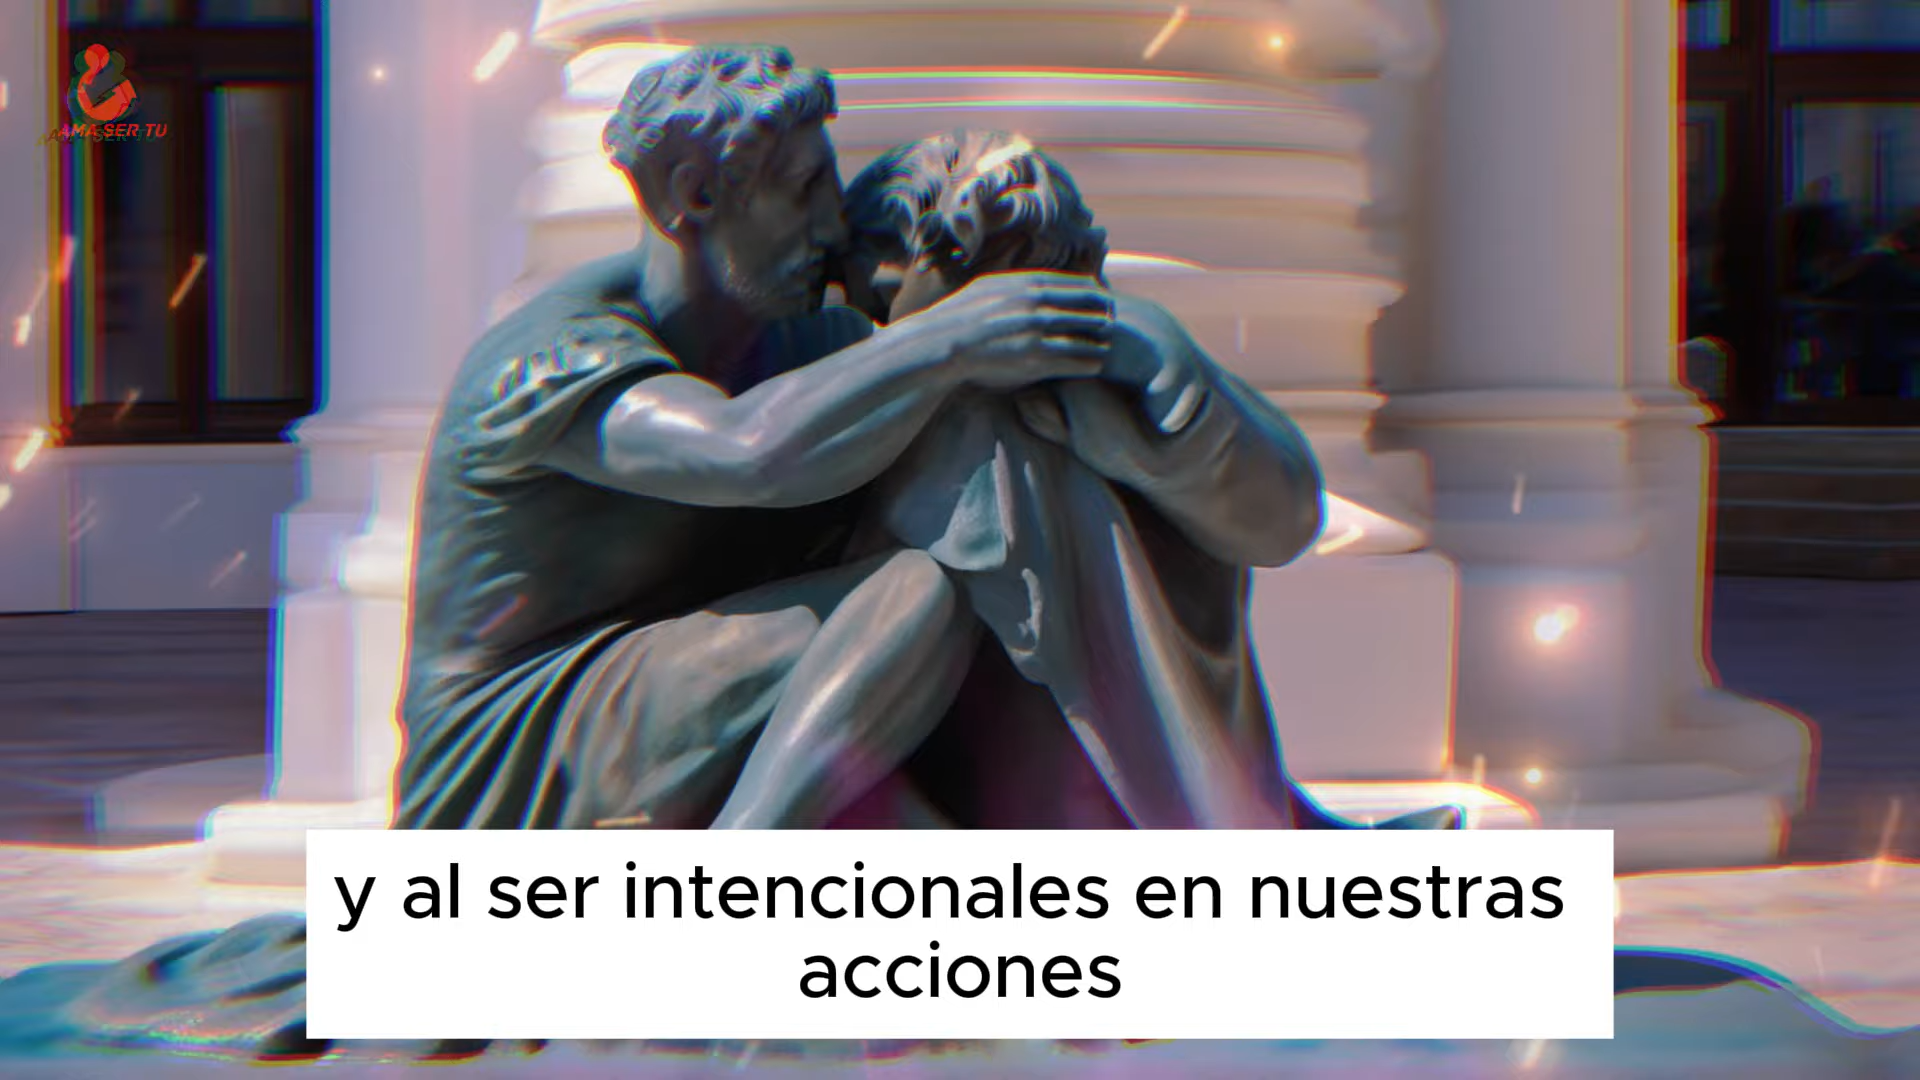 AMA SER TU
y al ser intencionales en nuestras
acciones